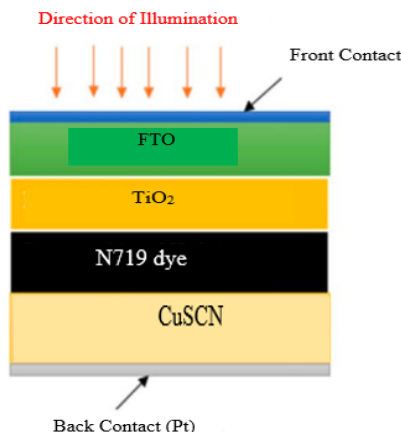 Direction of Illumination
Front Contact
FTO
TiO₂
N719 dye
CuSCN
Back Contact (Pt)